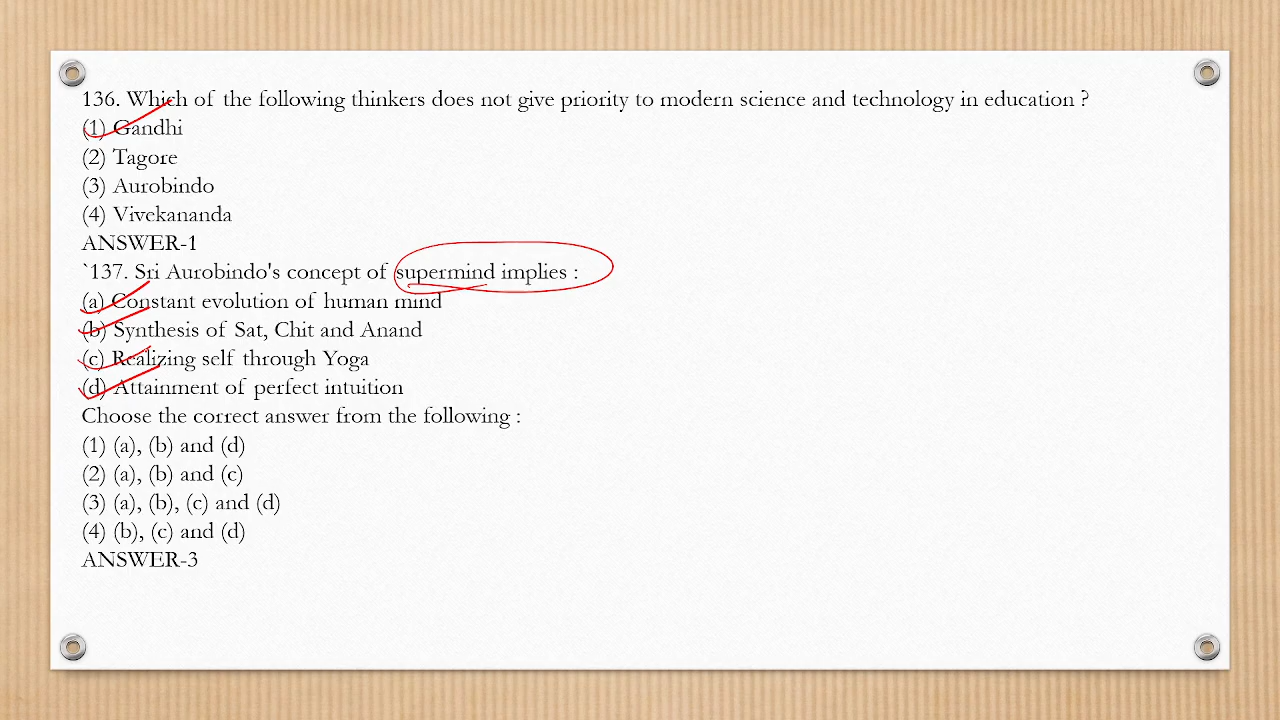 136. Which of the following thinkers does not give priority to modern science and technology in education ?
(1) Gandhi
(2) Tagore
(3) Aurobindo
(4) Vivekananda
ANSWER-1
`137. Sri Aurobindo's concept of supermind implies :
(a) Constant evolution of human mind
(b) Synthesis of Sat, Chit and Anand
(c) Realizing self through Yoga
(d) Attainment of perfect intuition
Choose the correct answer from the following :
(1) (a), (b) and (d)
(2) (a), (b) and (c)
(3) (a), (b), (c) and (d)
(4) (b), (c) and (d)
ANSWER-3